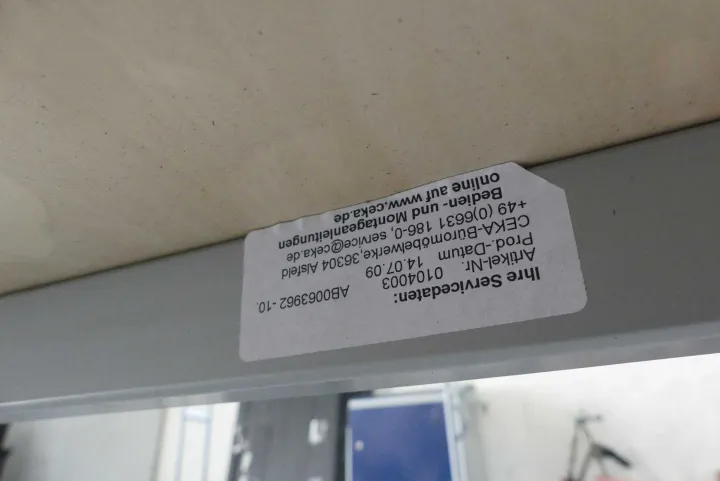 Ihre Servicedaten:
Artikel-Nr. 0104003 AB0063962 -10.
Prod.-Datum 14.07.09
CEKA-Büromöbelwerke,36304 Alsfeld
+49 (0)6631 186-0, service@ceka.de
Bedien- und Montageanleitungen
online auf www.ceka.de